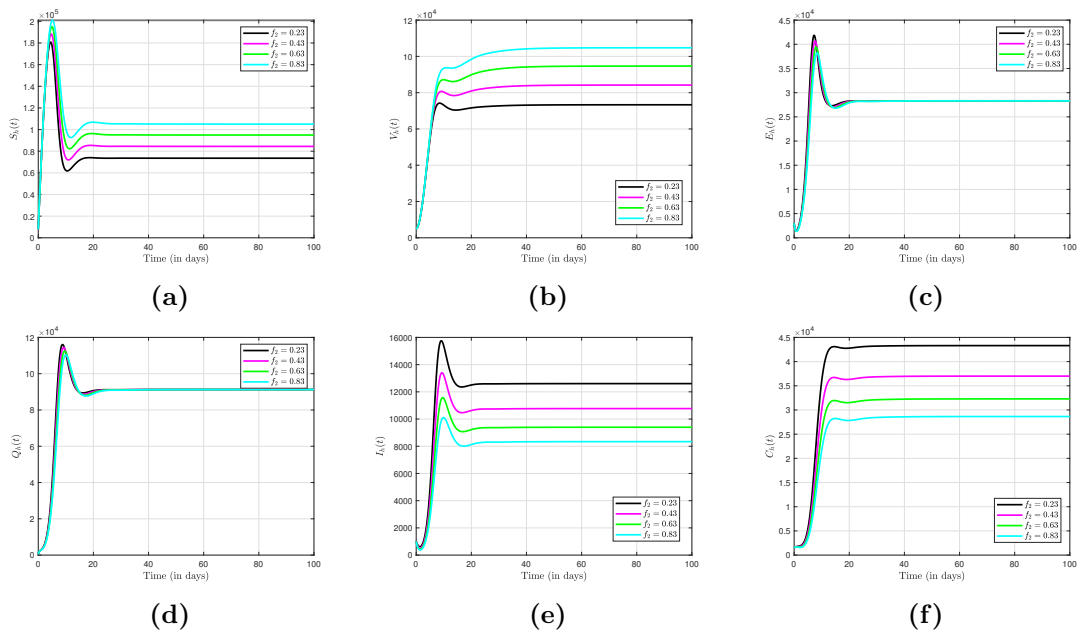 ×10^5
2
1.8
1.6
1.4
1.2
1
0.8
0.6
0.4
0.2
0
S_h(t)
f_2 = 0.23
f_2 = 0.43
f_2 = 0.63
f_2 = 0.83
0 20 40 60 80 100
Time (in days)
(a)
×10^4
12
10
8
6
4
2
0
V_h(t)
f_2 = 0.23
f_2 = 0.43
f_2 = 0.63
f_2 = 0.83
0 20 40 60 80 100
Time (in days)
(b)
×10^4
4.5
4
3.5
3
2.5
2
1.5
1
0.5
0
E_h(t)
f_2 = 0.23
f_2 = 0.43
f_2 = 0.63
f_2 = 0.83
0 20 40 60 80 100
Time (in days)
(c)
×10^4
12
10
8
6
4
2
0
Q_h(t)
f_2 = 0.23
f_2 = 0.43
f_2 = 0.63
f_2 = 0.83
0 20 40 60 80 100
Time (in days)
(d)
16000
14000
12000
10000
8000
6000
4000
2000
0
I_h(t)
f_2 = 0.23
f_2 = 0.43
f_2 = 0.63
f_2 = 0.83
0 20 40 60 80 100
Time (in days)
(e)
×10^4
4.5
4
3.5
3
2.5
2
1.5
1
0.5
0
C_h(t)
f_2 = 0.23
f_2 = 0.43
f_2 = 0.63
f_2 = 0.83
0 20 40 60 80 100
Time (in days)
(f)